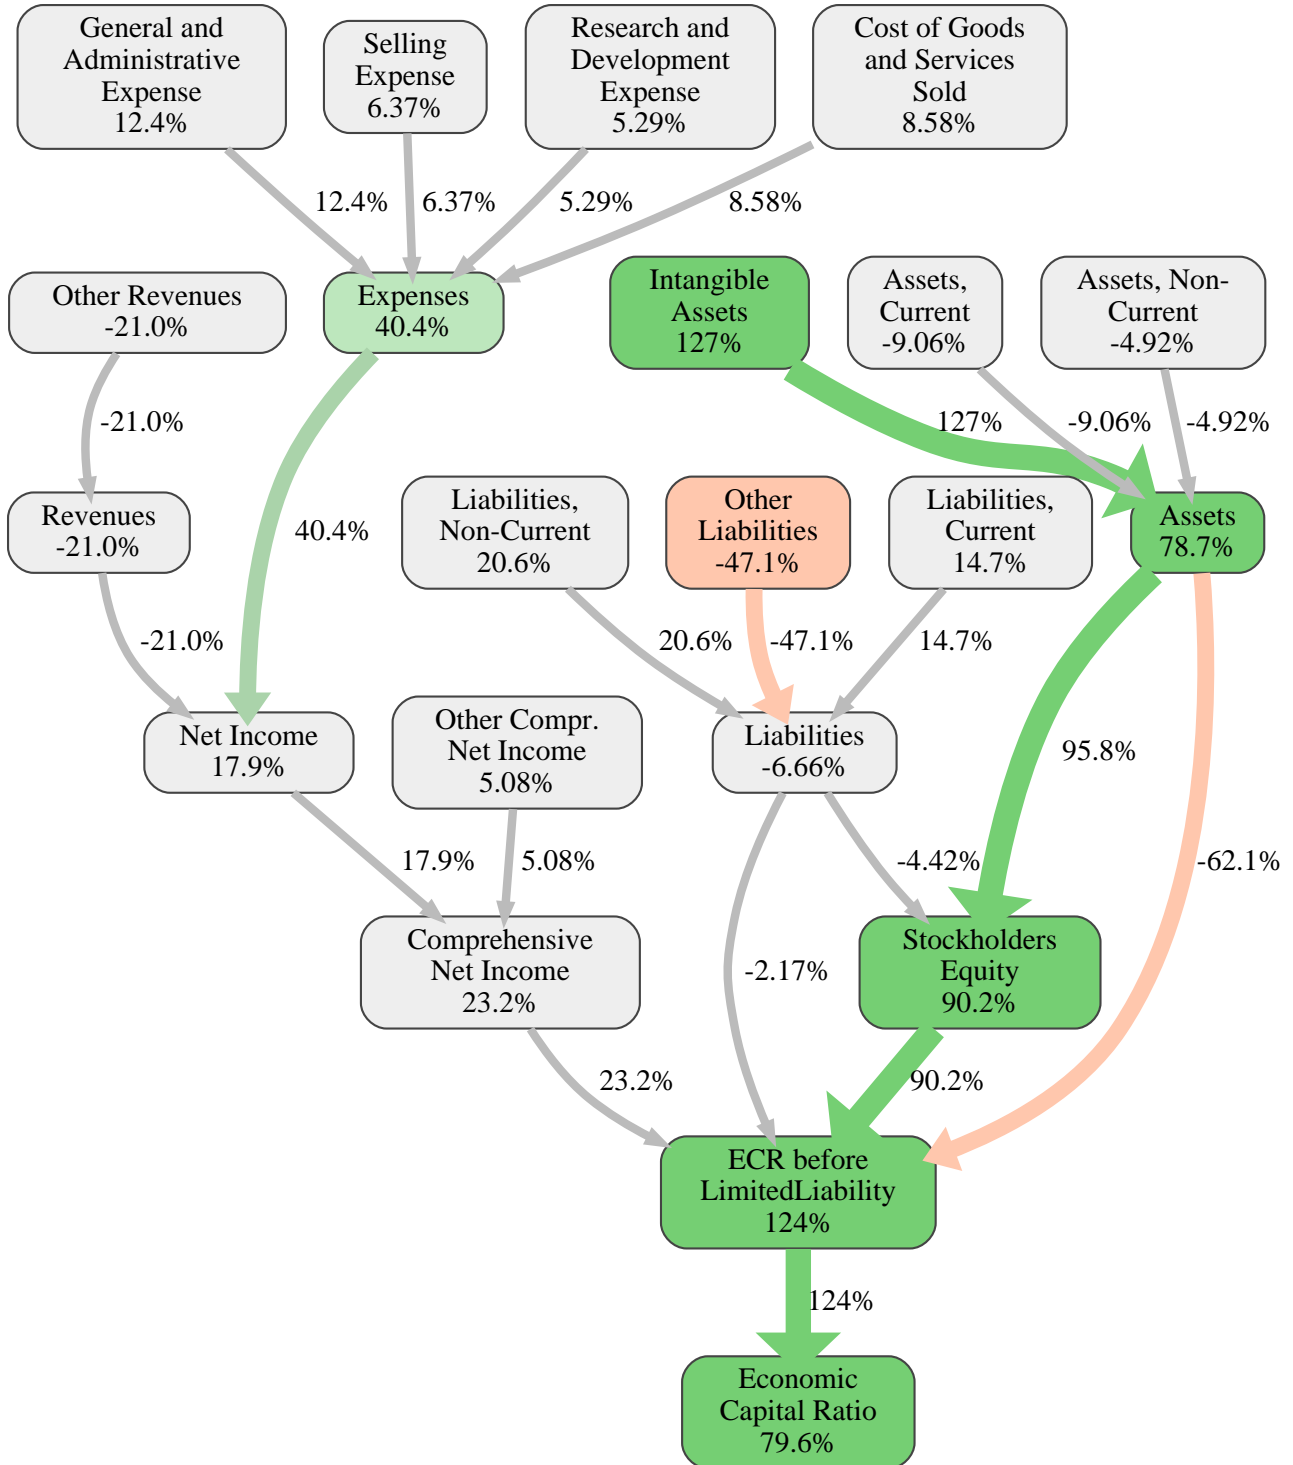 General and
Administrative
Expense
12.4%
Selling
Expense
6.37%
Research and
Development
Expense
5.29%
Cost of Goods
and Services
Sold
8.58%
12.4%
6.37%
5.29%
8.58%
Other Revenues
-21.0%
Expenses
40.4%
Intangible
Assets
127%
Assets,
Current
-9.06%
Assets, Non-
Current
-4.92%
-21.0%
127%
-9.06%
-4.92%
Revenues
-21.0%
40.4%
Liabilities,
Non-Current
20.6%
Other
Liabilities
-47.1%
Liabilities,
Current
14.7%
Assets
78.7%
-21.0%
20.6%
-47.1%
14.7%
Net Income
17.9%
Other Compr.
Net Income
5.08%
Liabilities
-6.66%
95.8%
17.9%
5.08%
-4.42%
-62.1%
Comprehensive
Net Income
23.2%
-2.17%
Stockholders
Equity
90.2%
23.2%
90.2%
ECR before
LimitedLiability
124%
124%
Economic
Capital Ratio
79.6%